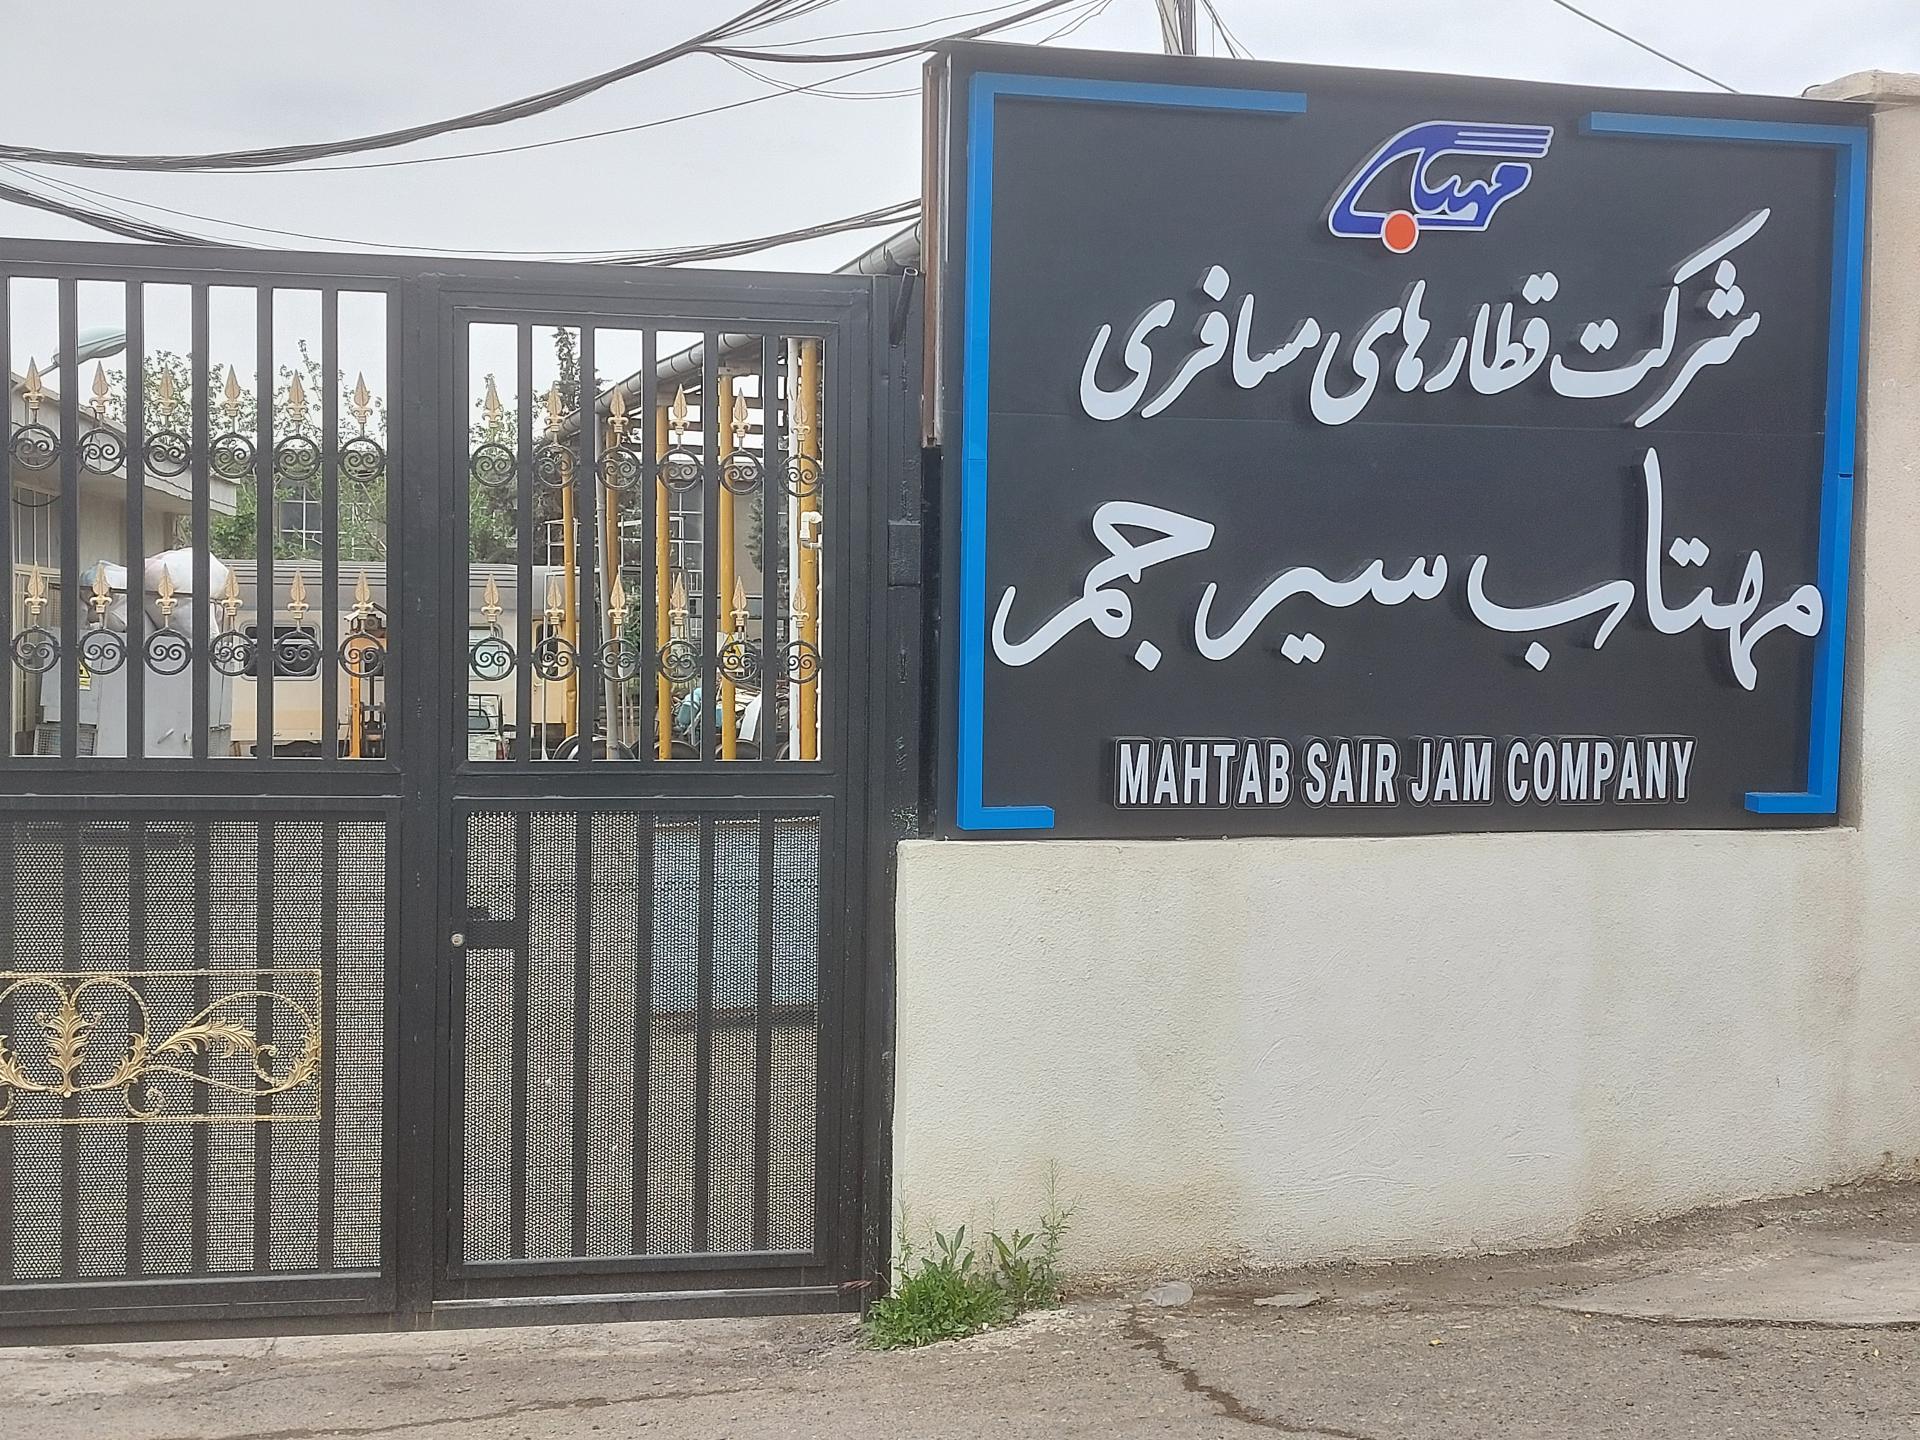 مهتاب
شرکت قطارهای مسافری
مهتاب سیر جم
MAHTAB SAIR JAM COMPANY